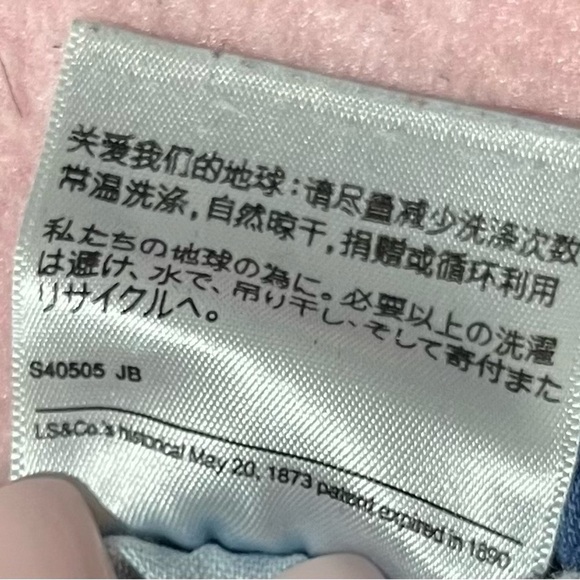 关爱我们的地球：请尽量减少洗涤次数
常温洗涤，自然晾干，捐赠或循环利用
私たちの地球の為に。必要以上の洗濯
は避け、水で、吊り干し、そして寄付また
リサイクルへ。
S40505 JB
LS&Co.'s historical May 20, 1873 patent expired in 1890